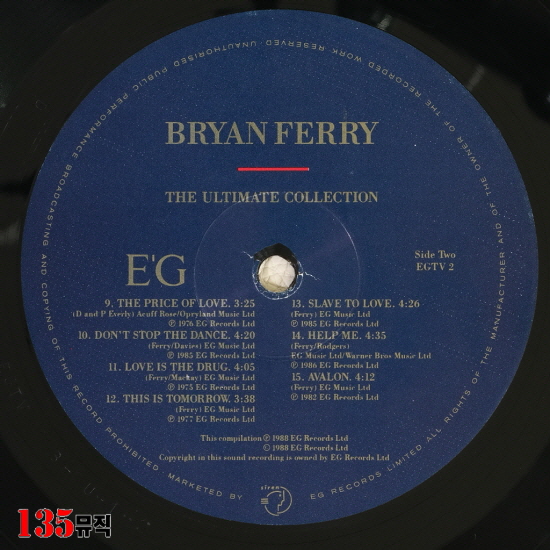 ALL RIGHTS OF THE MANUFACTURER AND OF THE OWNER OF THE RECORDED WORK RESERVED UNAUTHORISED PUBLIC PERFORMANCE BROADCASTING AND COPYING OF THIS RECORD PROHIBITED
BRYAN FERRY
THE ULTIMATE COLLECTION
E'G
Side Two
EGTV 2
9. THE PRICE OF LOVE. 3:25
(D and P Everly) Acuff Rose/Opryland Music Ltd
℗ 1976 EG Records Ltd
10. DON'T STOP THE DANCE. 4:20
(Ferry/Davies) EG Music Ltd
℗ 1985 EG Records Ltd
11. LOVE IS THE DRUG. 4:05
(Ferry/Mackay) EG Music Ltd
℗ 1975 EG Records Ltd
12. THIS IS TOMORROW. 3:38
(Ferry) EG Music Ltd
℗ 1977 EG Records Ltd
13. SLAVE TO LOVE. 4:26
(Ferry) EG Music Ltd
℗ 1985 EG Records Ltd
14. HELP ME. 4:35
(Ferry/Rodgers)
EG Music Ltd/Warner Bros Music Ltd
℗ 1986 EG Records Ltd
15. AVALON. 4:12
(Ferry) EG Music Ltd
℗ 1982 EG Records Ltd
This compilation ℗ 1988 EG Records Ltd
© 1988 EG Records Ltd
Copyright in this sound recording is owned by EG Records Ltd
MARKETED BY
virgin
EG RECORDS LIMITED
135뮤직